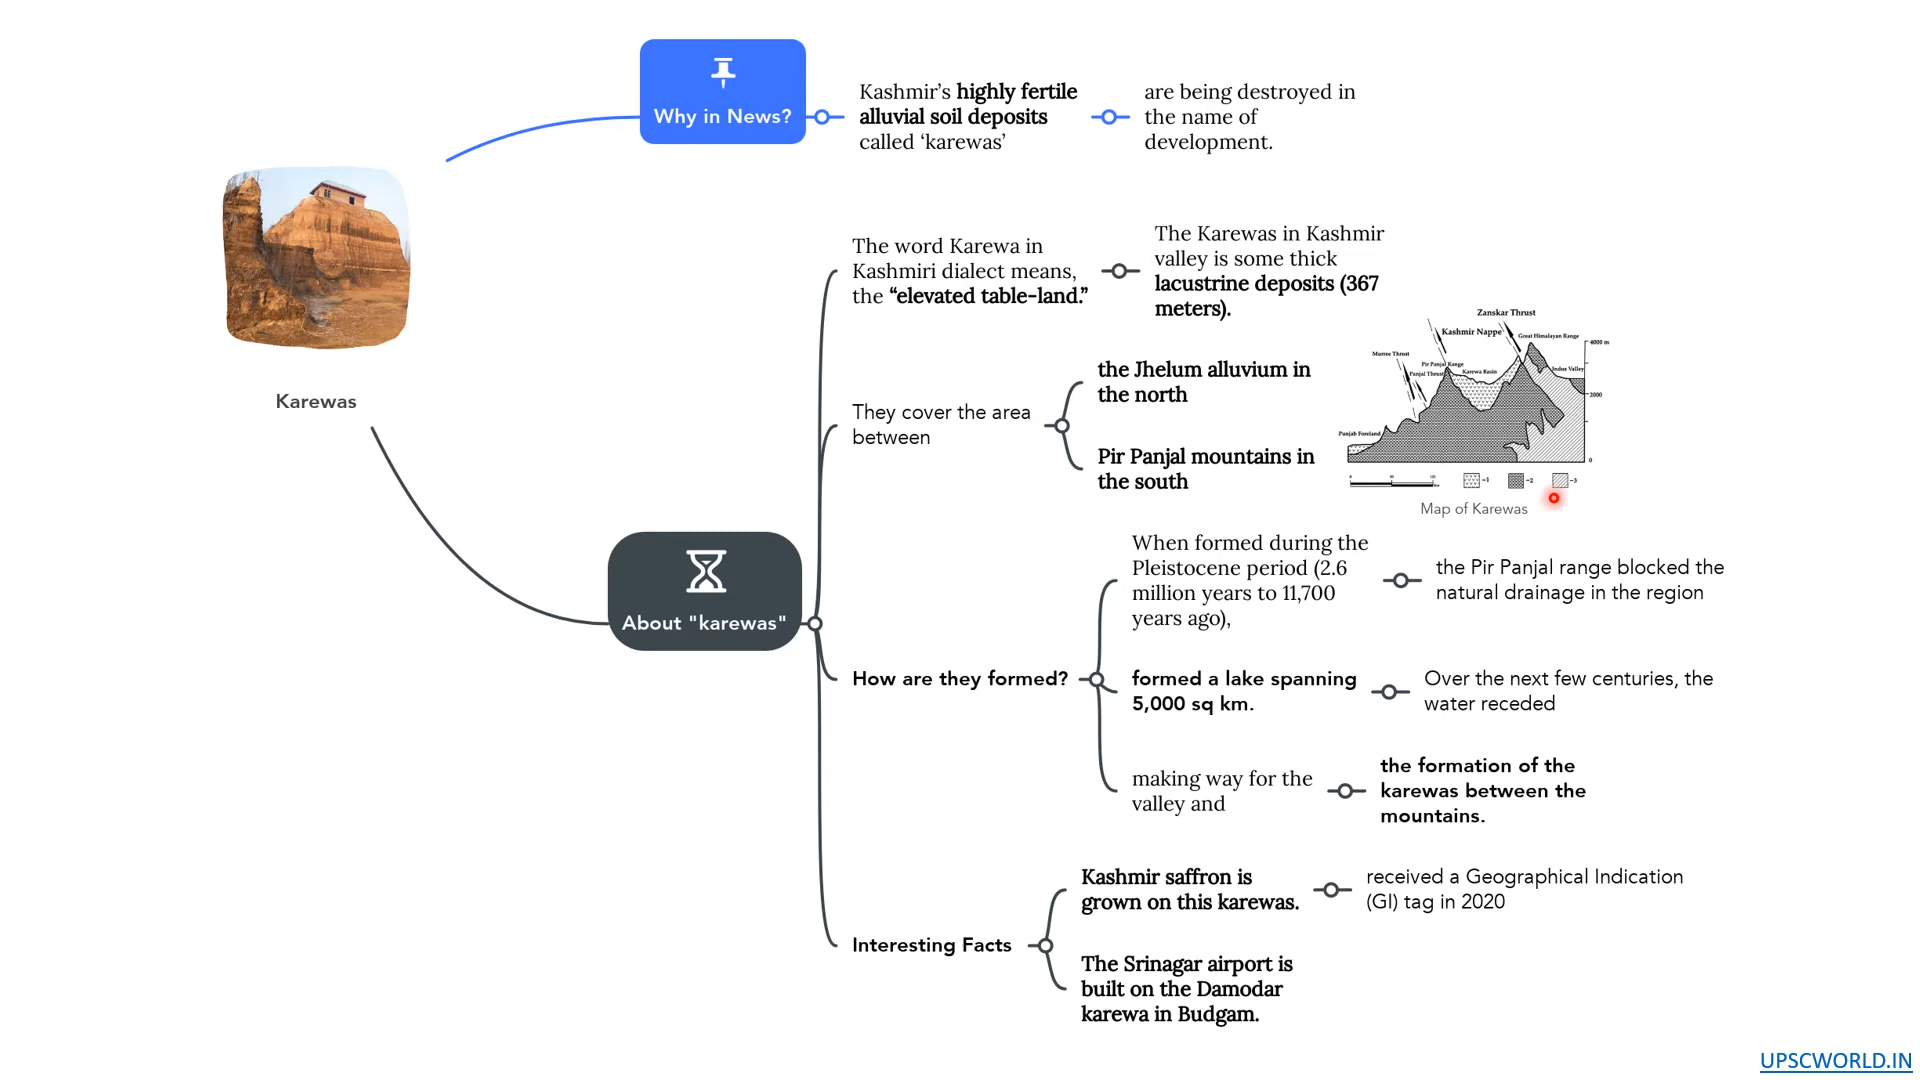 Why in News?
Kashmir’s highly fertile
alluvial soil deposits
called ‘karewas’
are being destroyed in
the name of
development.
Karewas
About "karewas"
The word Karewa in
Kashmiri dialect means,
the “elevated table-land.”
The Karewas in Kashmir
valley is some thick
lacustrine deposits (367
meters).
They cover the area
between
the Jhelum alluvium in
the north
Pir Panjal mountains in
the south
Zanskar Thrust
Kashmir Nappe
Great Himalayan Range
4000 m
Murree Thrust
Pir Panjal Range
Karewa Basin
Indus Valley
Panjal Thrust
2000
Punjab Foreland
0
0
-1
-2
-3
Map of Karewas
How are they formed?
When formed during the
Pleistocene period (2.6
million years to 11,700
years ago),
the Pir Panjal range blocked the
natural drainage in the region
formed a lake spanning
5,000 sq km.
Over the next few centuries, the
water receded
making way for the
valley and
the formation of the
karewas between the
mountains.
Interesting Facts
Kashmir saffron is
grown on this karewas.
received a Geographical Indication
(GI) tag in 2020
The Srinagar airport is
built on the Damodar
karewa in Budgam.
UPSCWORLD.IN